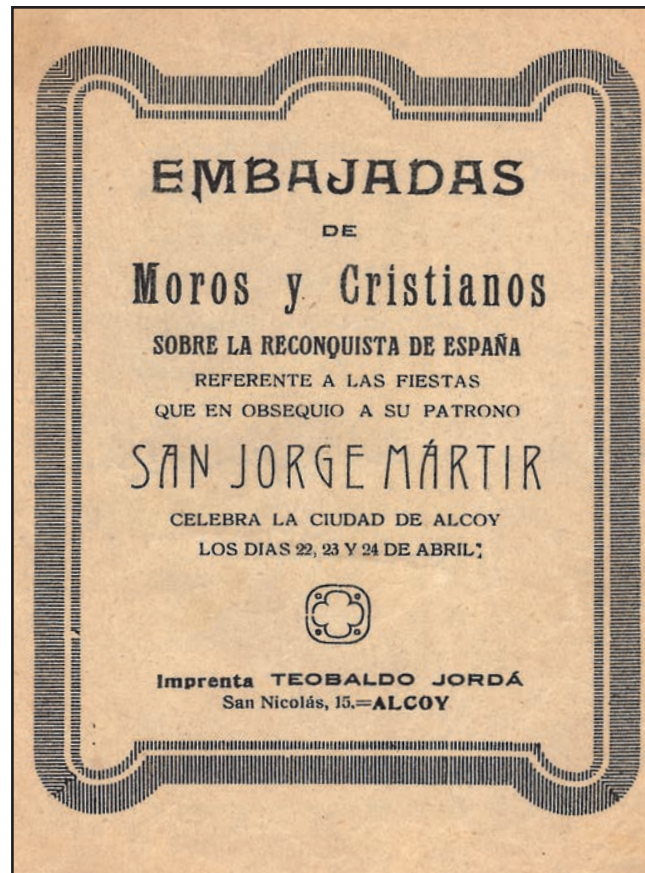 EMBAJADAS
DE
Moros y Cristianos
SOBRE LA RECONQUISTA DE ESPAÑA
REFERENTE A LAS FIESTAS
QUE EN OBSEQUIO A SU PATRONO
SAN JORGE MÁRTIR
CELEBRA LA CIUDAD DE ALCOY
LOS DIAS 22, 23 Y 24 DE ABRIL:
Imprenta TEOBALDO JORDÁ
San Nicolás, 15.=ALCOY